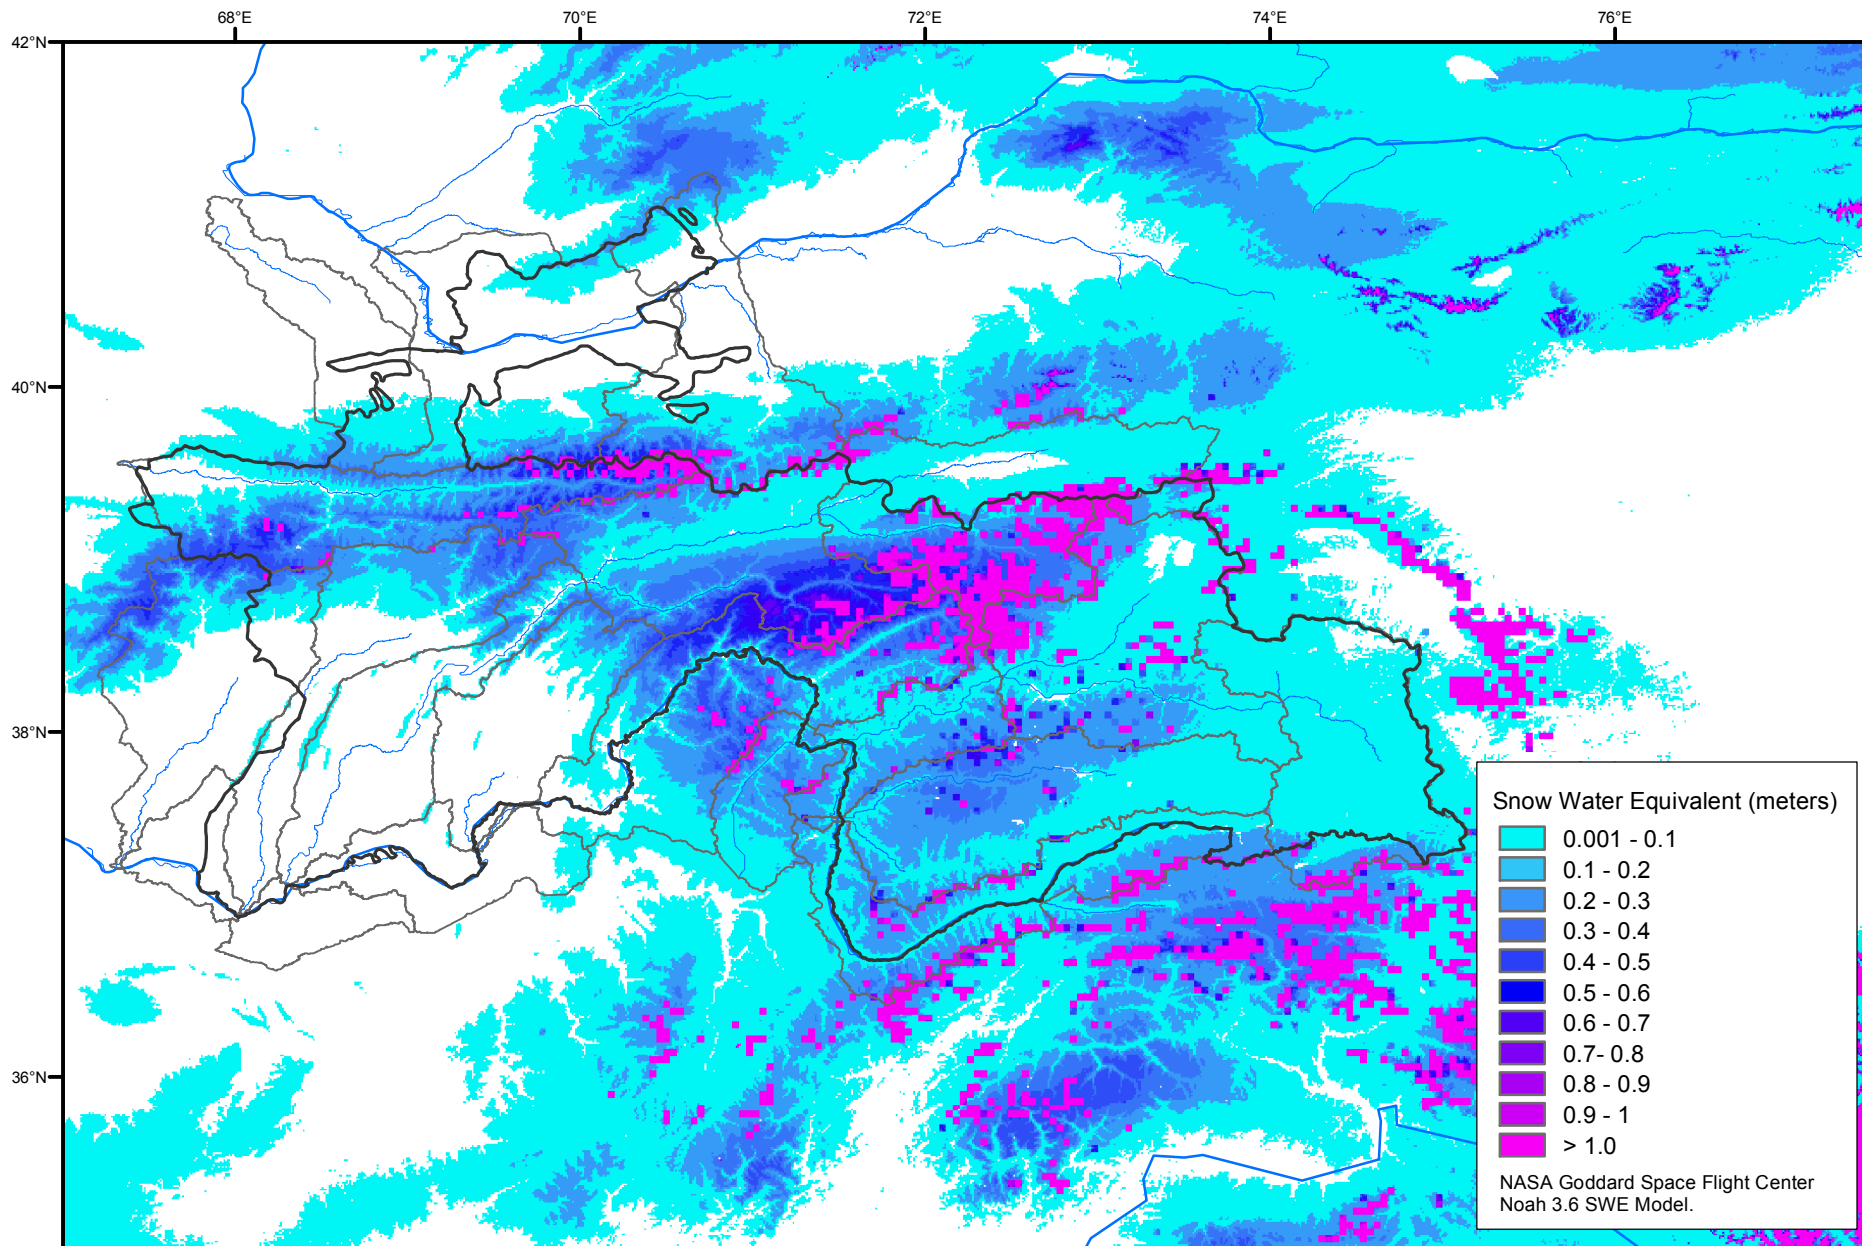 68°E
70°E
72°E
74°E
76°E
42°N
40°N
38°N
36°N
Snow Water Equivalent (meters)
0.001 - 0.1
0.1 - 0.2
0.2 - 0.3
0.3 - 0.4
0.4 - 0.5
0.5 - 0.6
0.6 - 0.7
0.7- 0.8
0.8 - 0.9
0.9 - 1
> 1.0
NASA Goddard Space Flight Center
Noah 3.6 SWE Model.